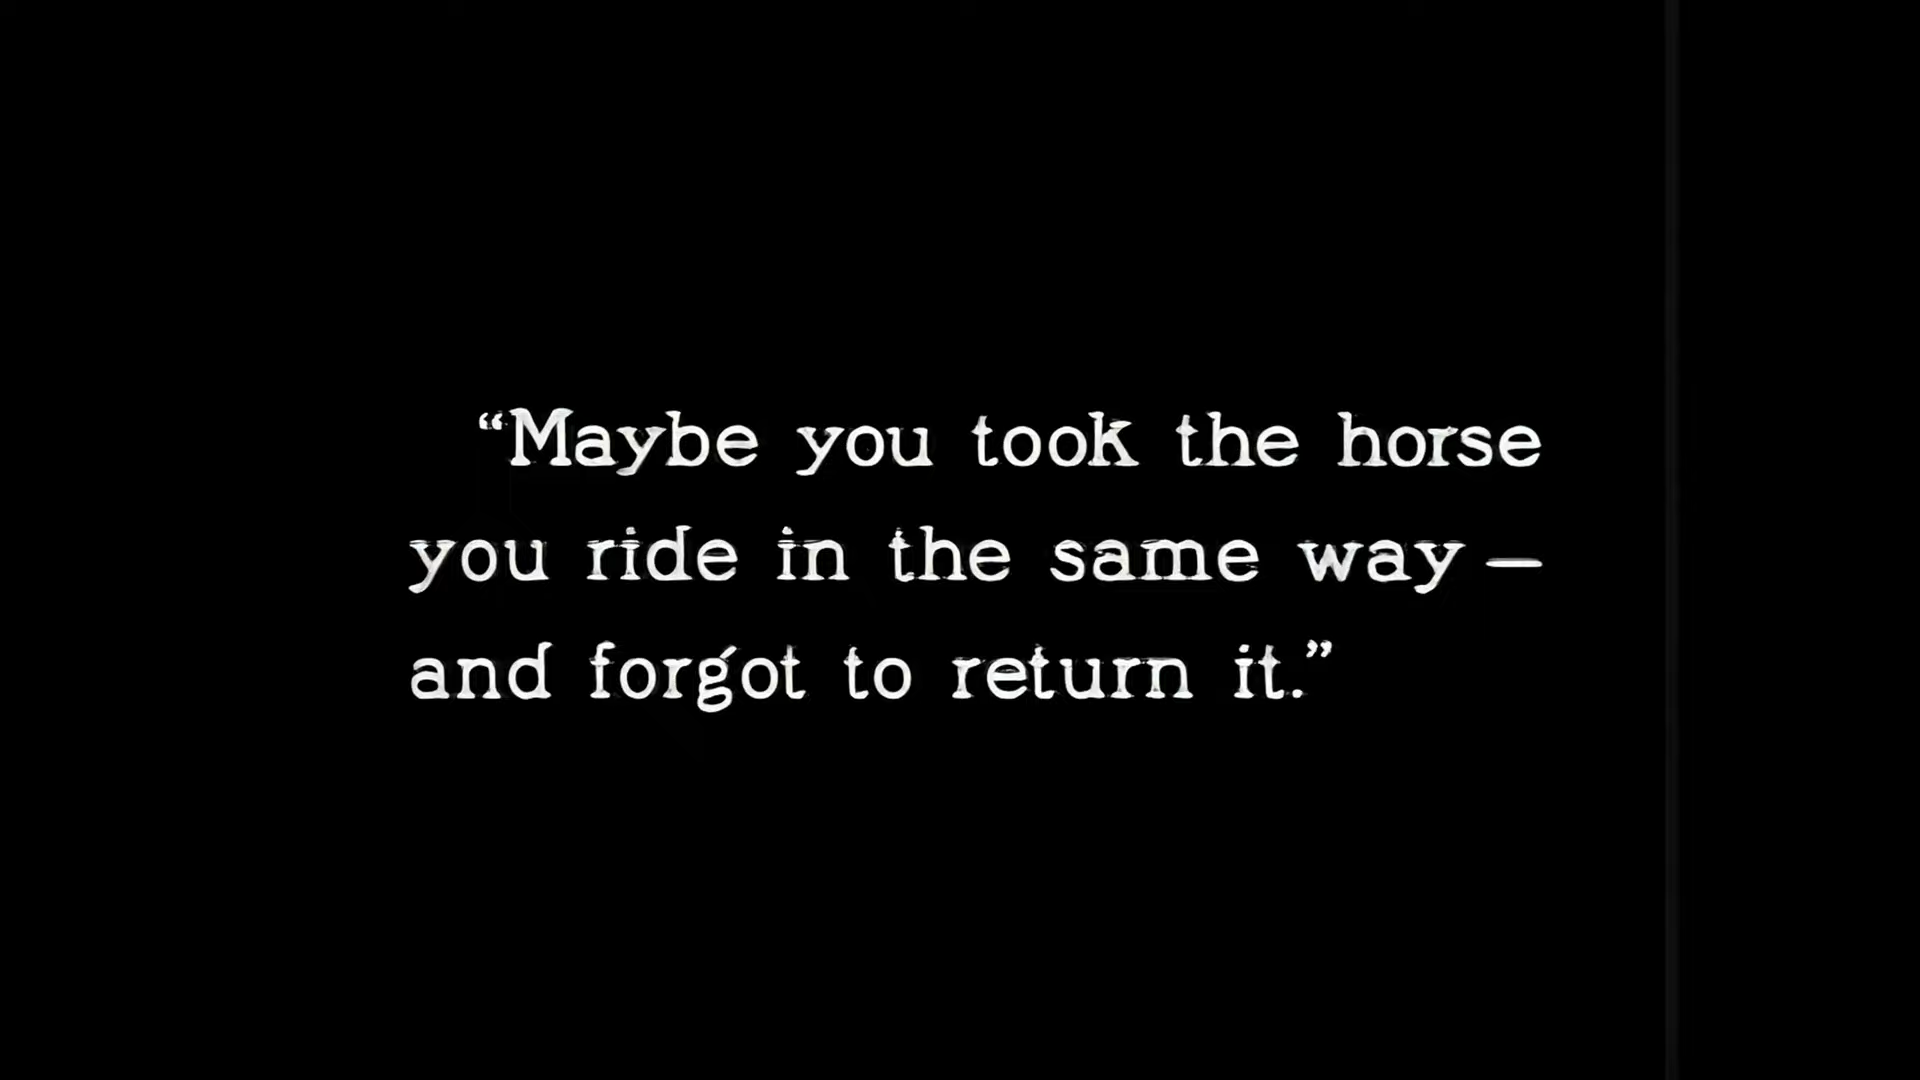 “Maybe you took the horse
you ride in the same way —
and forgot to return it.”